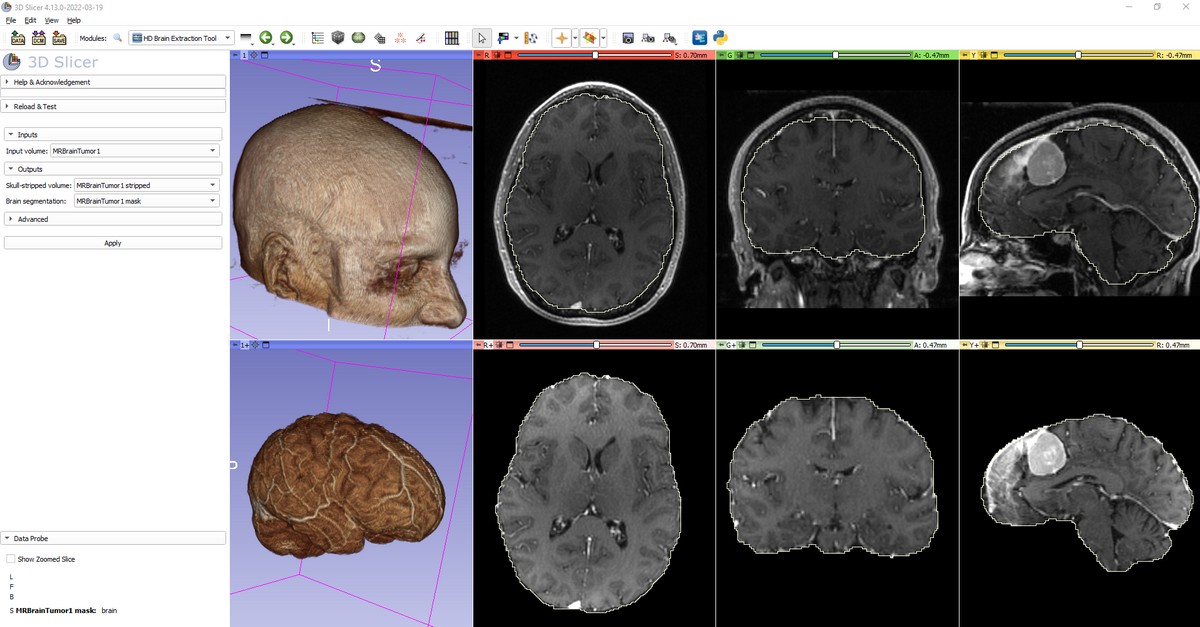 3D Slicer 4.13.0-2022-03-19
File Edit View Help
DATA DCM SAVE Modules: HD Brain Extraction Tool
3D Slicer
Help & Acknowledgement
Reload & Test
Inputs
Input volume: MRBrainTumor1
Outputs
Skull-stripped volume: MRBrainTumor1 stripped
Brain segmentation: MRBrainTumor1 mask
Advanced
Apply
Data Probe
Show Zoomed Slice
L
F
B
S MRBrainTumor1 mask: brain
1
S
I
R S: 0.70mm
G A: -0.47mm
Y R: -0.47mm
1+
P
R+ S: 0.70mm
G+ A: 0.47mm
Y+ R: 0.47mm